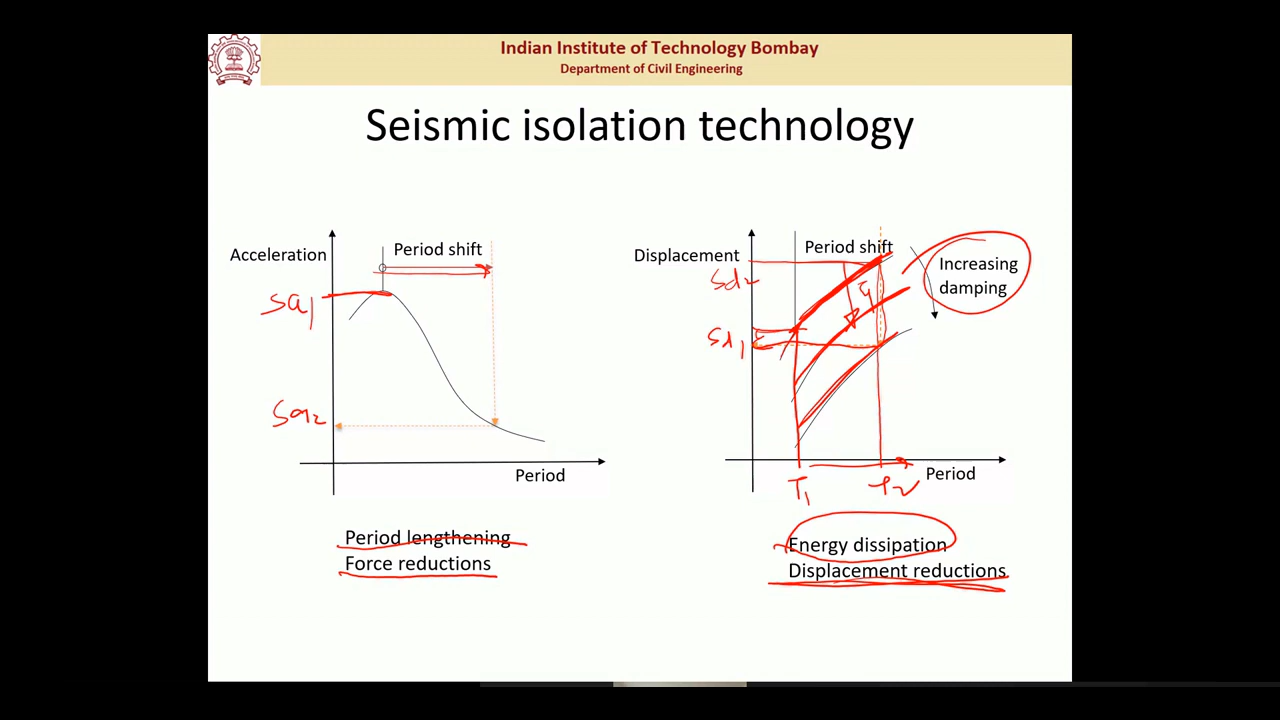 Indian Institute of Technology Bombay
Department of Civil Engineering
Seismic isolation technology
Acceleration
Period shift
Sa1
Sa2
Period
Period lengthening
Force reductions
Displacement
Period shift
Increasing
damping
Sd2
Sd1
T1
T2
Period
Energy dissipation
Displacement reductions